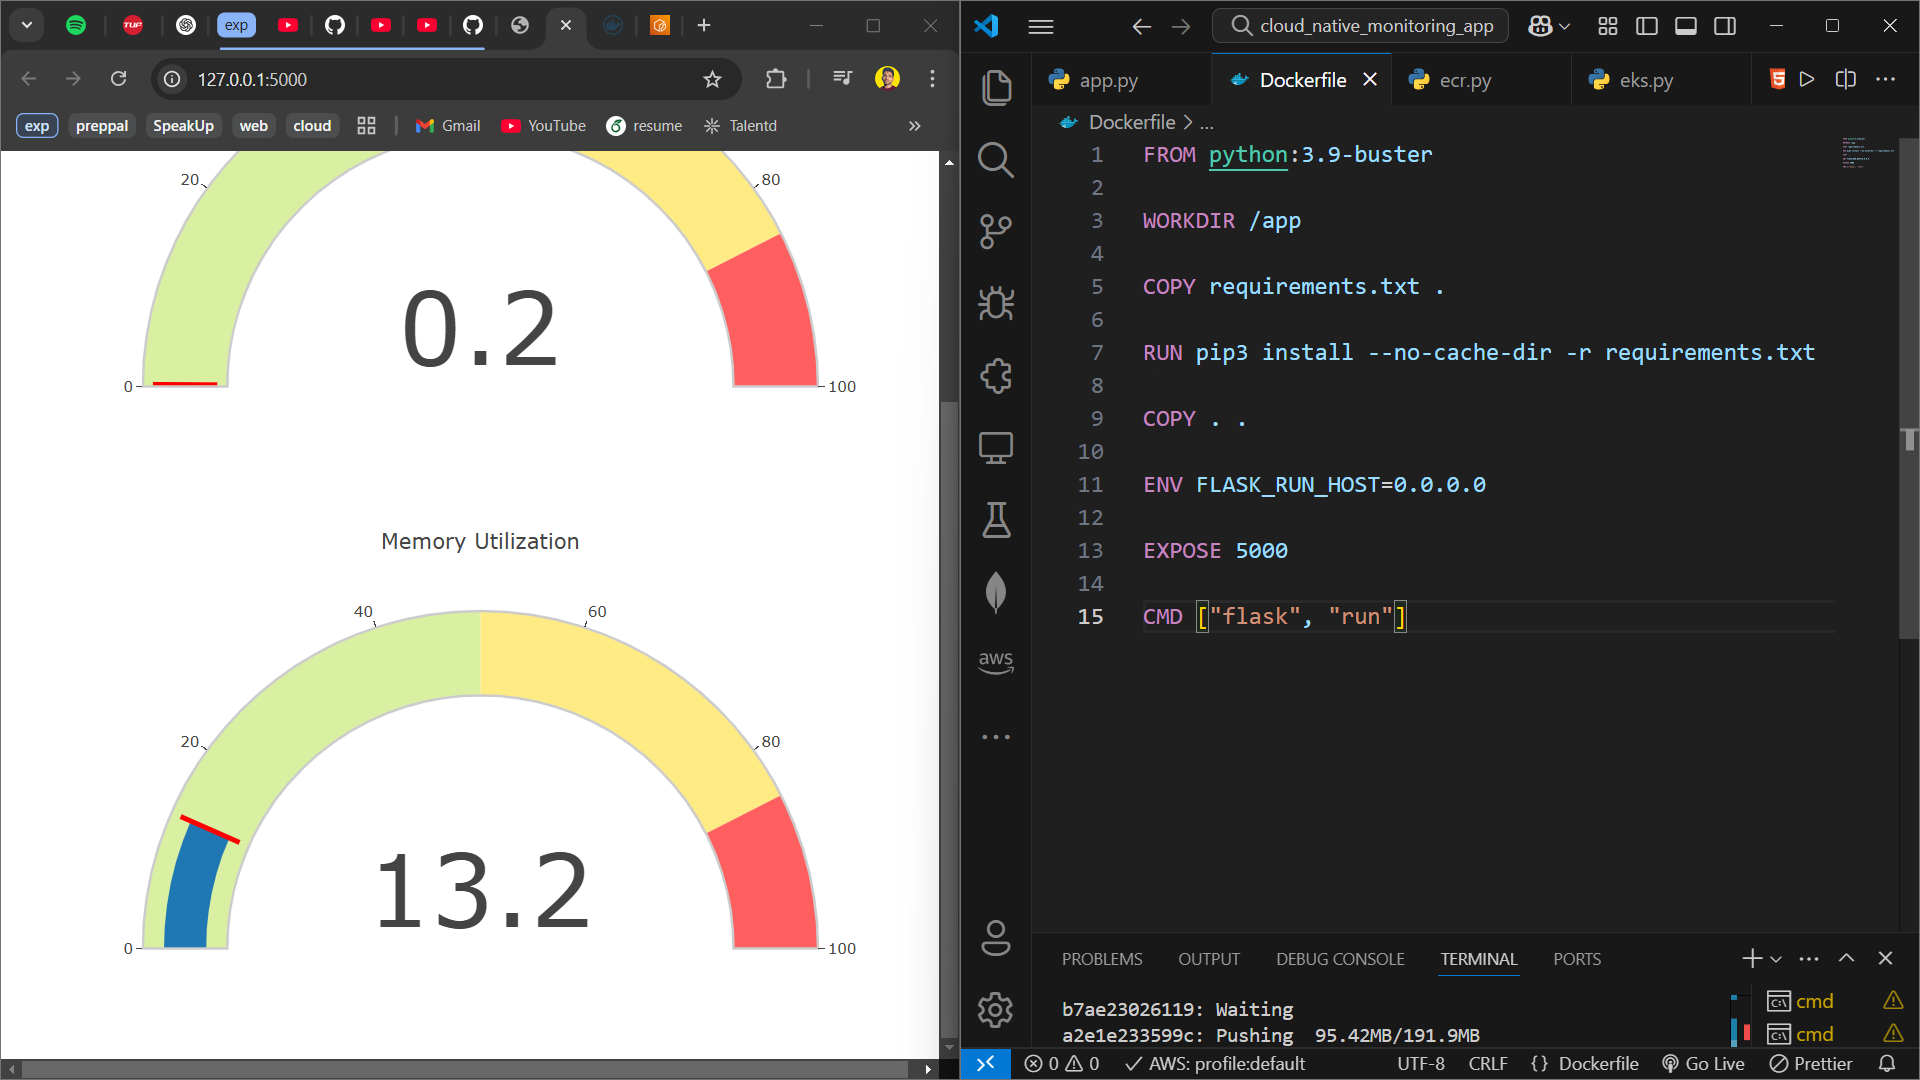 TUF
exp
127.0.0.1:5000
exp preppal SpeakUp web cloud Gmail YouTube resume Talentd
20
80
0.2
0
100
Memory Utilization
40
60
20
80
13.2
0
100
cloud_native_monitoring_app
app.py
Dockerfile
ecr.py
eks.py
Dockerfile > ...
1 FROM python:3.9-buster
2
3 WORKDIR /app
4
5 COPY requirements.txt .
6
7 RUN pip3 install --no-cache-dir -r requirements.txt
8
9 COPY . .
10
11 ENV FLASK_RUN_HOST=0.0.0.0
12
13 EXPOSE 5000
14
15 CMD ["flask", "run"]
aws
PROBLEMS OUTPUT DEBUG CONSOLE TERMINAL PORTS
b7ae23026119: Waiting
a2e1e233599c: Pushing 95.42MB/191.9MB
cmd
cmd
0 0 AWS: profile:default UTF-8 CRLF {} Dockerfile Go Live Prettier